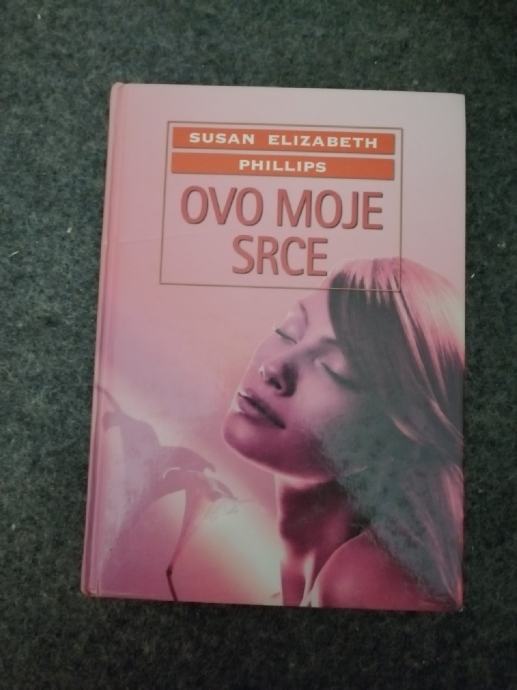 SUSAN ELIZABETH
PHILLIPS
OVO MOJE
SRCE